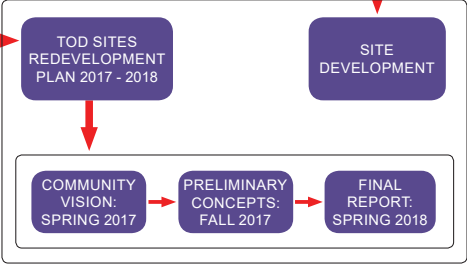 TOD SITES
REDEVELOPMENT
PLAN 2017 - 2018
SITE
DEVELOPMENT
COMMUNITY
VISION:
SPRING 2017
PRELIMINARY
CONCEPTS:
FALL 2017
FINAL
REPORT:
SPRING 2018